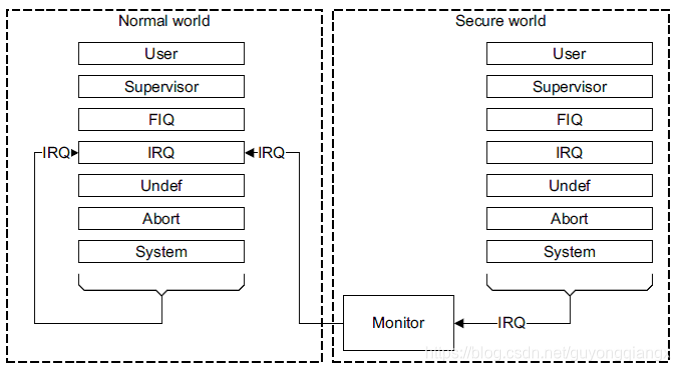 Normal world
User
Supervisor
FIQ
IRQ
IRQ
IRQ
Undef
Abort
System
Secure world
User
Supervisor
FIQ
IRQ
Undef
Abort
System
Monitor
IRQ
https://blog.csdn.net/guyongqiangx